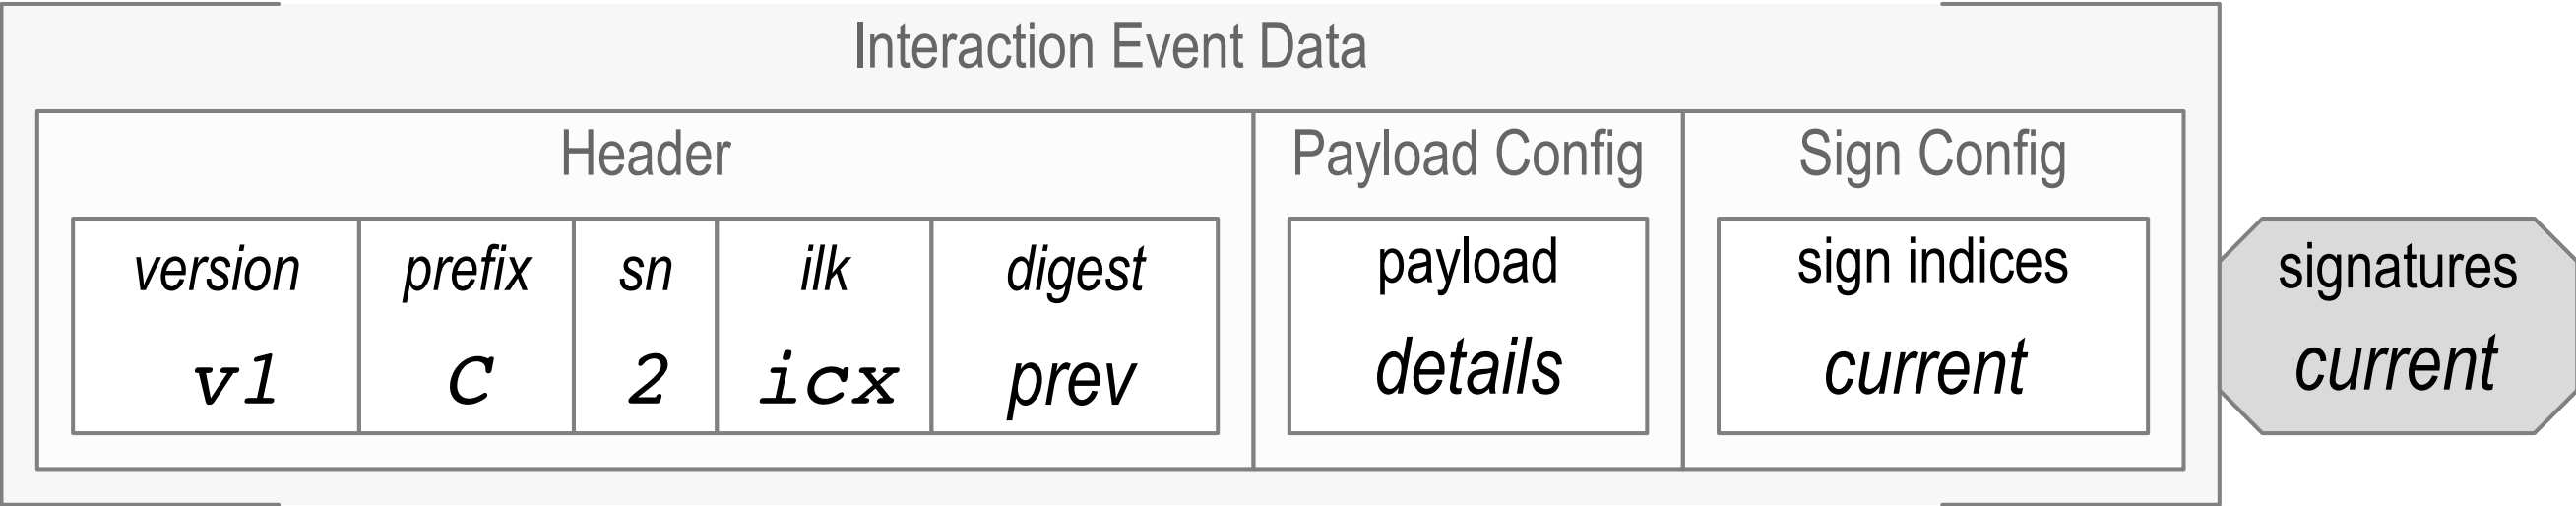 Interaction Event Data
Header
Payload Config
Sign Config
version prefix sn ilk digest
v1 C 2 icx prev
payload
details
sign indices
current
signatures
current